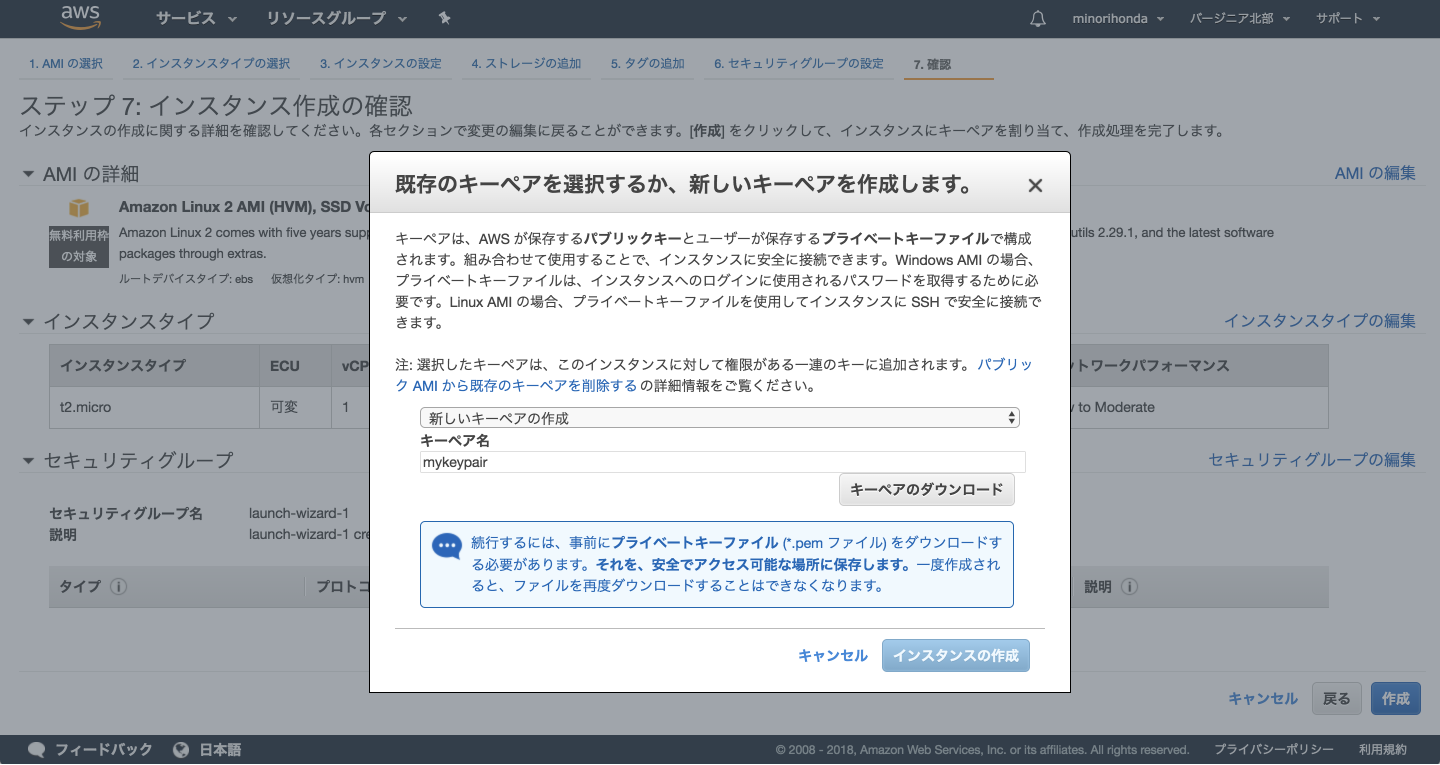 aws サービス リソースグループ minorihonda バージニア北部 サポート
1. AMI の選択 2. インスタンスタイプの選択 3. インスタンスの設定 4. ストレージの追加 5. タグの追加 6. セキュリティグループの設定 7. 確認
ステップ 7: インスタンス作成の確認
インスタンスの作成に関する詳細を確認してください。各セクションで変更の編集に戻ることができます。[作成] をクリックして、インスタンスにキーペアを割り当て、作成処理を完了します。
AMI の詳細
AMI の編集
Amazon Linux 2 AMI (HVM), SSD Vo
無料利用枠
の対象
Amazon Linux 2 comes with five years supp
utils 2.29.1, and the latest software
packages through extras.
ルートデバイスタイプ: ebs 仮想化タイプ: hvm
インスタンスタイプ
インスタンスタイプの編集
インスタンスタイプ ECU vCP
トワークパフォーマンス
t2.micro 可変 1
to Moderate
セキュリティグループ
セキュリティグループの編集
セキュリティグループ名 launch-wizard-1
説明 launch-wizard-1 cre
タイプ プロトコ 説明
既存のキーペアを選択するか、新しいキーペアを作成します。
キーペアは、AWS が保存するパブリックキーとユーザーが保存するプライベートキーファイルで構成
されます。組み合わせて使用することで、インスタンスに安全に接続できます。Windows AMI の場合、
プライベートキーファイルは、インスタンスへのログインに使用されるパスワードを取得するために必
要です。Linux AMI の場合、プライベートキーファイルを使用してインスタンスに SSH で安全に接続で
きます。
注: 選択したキーペアは、このインスタンスに対して権限がある一連のキーに追加されます。パブリッ
ク AMI から既存のキーペアを削除する の詳細情報をご覧ください。
新しいキーペアの作成
キーペア名
mykeypair
キーペアのダウンロード
続行するには、事前にプライベートキーファイル (*.pem ファイル) をダウンロードす
る必要があります。それを、安全でアクセス可能な場所に保存します。一度作成され
ると、ファイルを再度ダウンロードすることはできなくなります。
キャンセル インスタンスの作成
キャンセル 戻る 作成
フィードバック 日本語 © 2008 - 2018, Amazon Web Services, Inc. or its affiliates. All rights reserved. プライバシーポリシー 利用規約